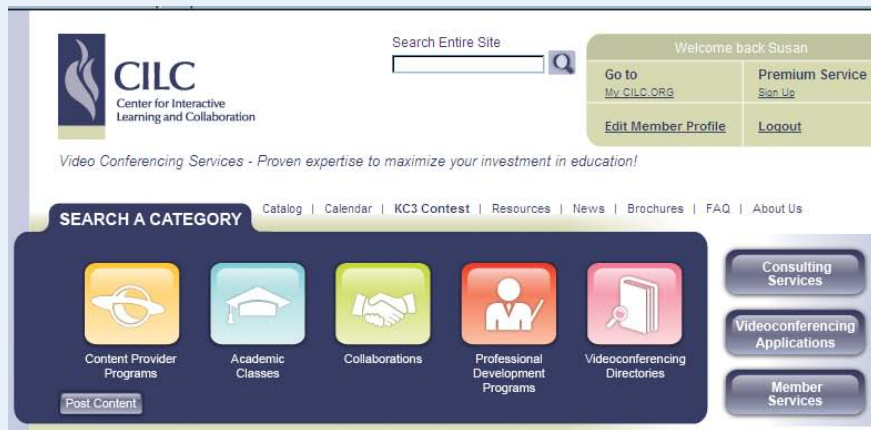 Search Entire Site
Welcome back Susan
CILC
Center for Interactive
Learning and Collaboration
Go to
My CILC.ORG
Premium Service
Sign Up
Edit Member Profile
Logout
Video Conferencing Services - Proven expertise to maximize your investment in education!
SEARCH A CATEGORY
Catalog | Calendar | KC3 Contest | Resources | News | Brochures | FAQ | About Us
Content Provider
Programs
Academic
Classes
Collaborations
Professional
Development
Programs
Videoconferencing
Directories
Post Content
Consulting
Services
Videoconferencing
Applications
Member
Services